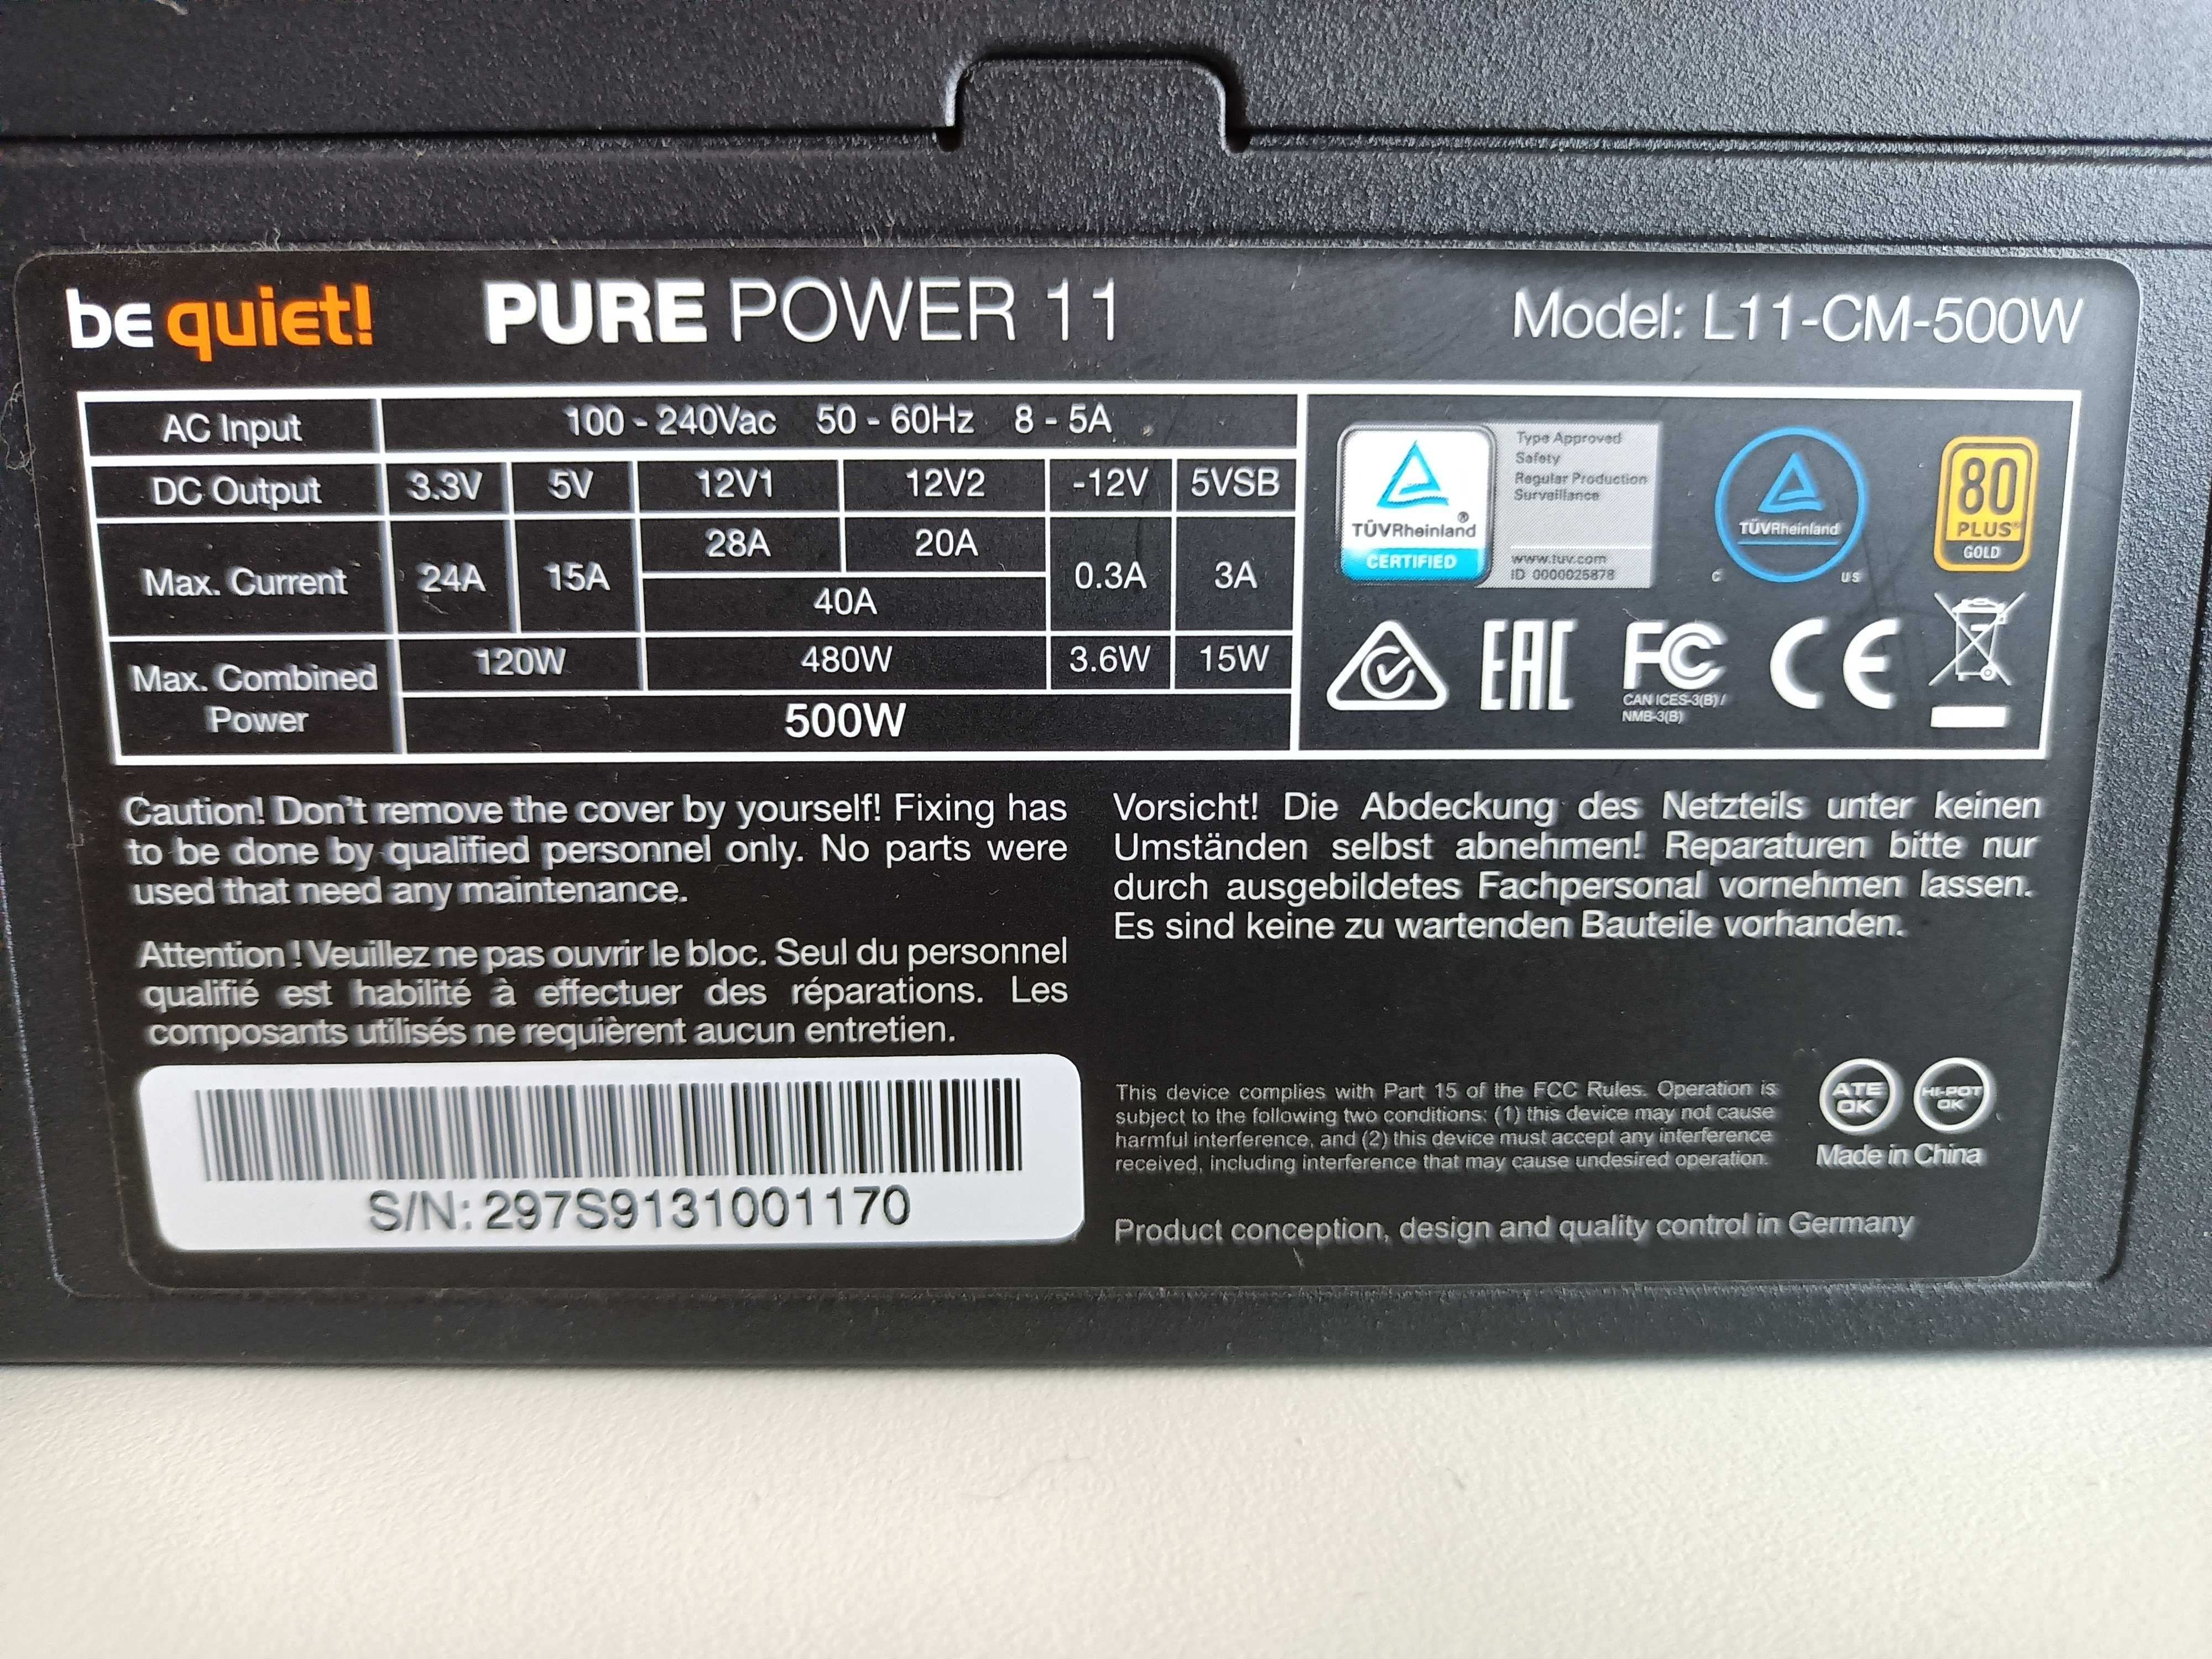 be quiet! PURE POWER 11 Model: L11-CM-500W
AC Input 100 - 240Vac 50 - 60Hz 8 - 5A
DC Output 3.3V 5V 12V1 12V2 -12V 5VSB
Max. Current 24A 15A 28A 20A 0.3A 3A
40A
Max. Combined Power 120W 480W 3.6W 15W
500W
TÜVRheinland®
CERTIFIED
Type Approved
Safety
Regular Production
Surveillance
www.tuv.com
ID 0000025878
TÜVRheinland
C US
80
PLUS®
GOLD
EAC FC CE
CAN ICES-3(B)/
NMB-3(B)
Caution! Don't remove the cover by yourself! Fixing has
to be done by qualified personnel only. No parts were
used that need any maintenance.
Attention ! Veuillez ne pas ouvrir le bloc. Seul du personnel
qualifié est habilité à effectuer des réparations. Les
composants utilisés ne requièrent aucun entretien.
Vorsicht! Die Abdeckung des Netzteils unter keinen
Umständen selbst abnehmen! Reparaturen bitte nur
durch ausgebildetes Fachpersonal vornehmen lassen.
Es sind keine zu wartenden Bauteile vorhanden.
S/N: 297S9131001170
This device complies with Part 15 of the FCC Rules. Operation is
subject to the following two conditions: (1) this device may not cause
harmful interference, and (2) this device must accept any interference
received, including interference that may cause undesired operation.
ATE
OK
HI-POT
OK
Made in China
Product conception, design and quality control in Germany